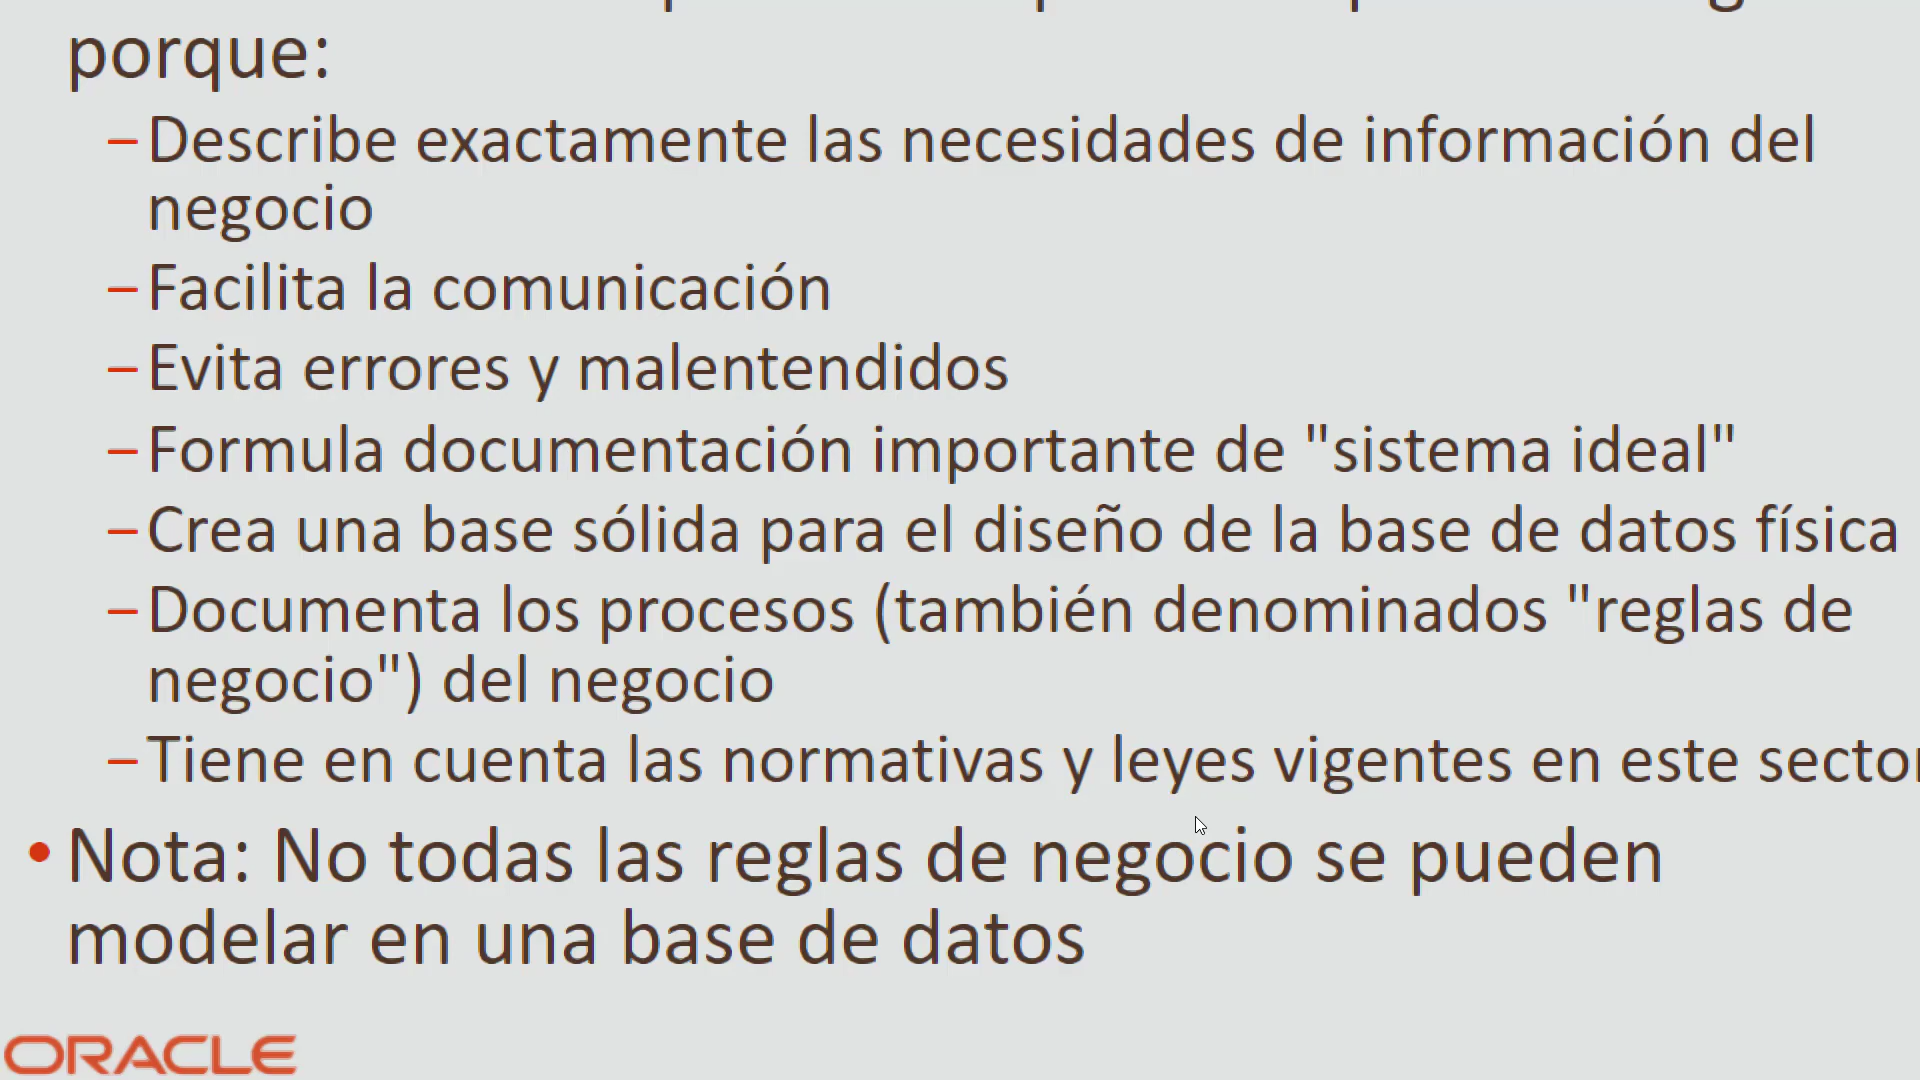 porque:
–Describe exactamente las necesidades de información del
negocio
–Facilita la comunicación
–Evita errores y malentendidos
–Formula documentación importante de "sistema ideal"
–Crea una base sólida para el diseño de la base de datos física
–Documenta los procesos (también denominados "reglas de
negocio") del negocio
–Tiene en cuenta las normativas y leyes vigentes en este sector
• Nota: No todas las reglas de negocio se pueden
modelar en una base de datos
ORACLE